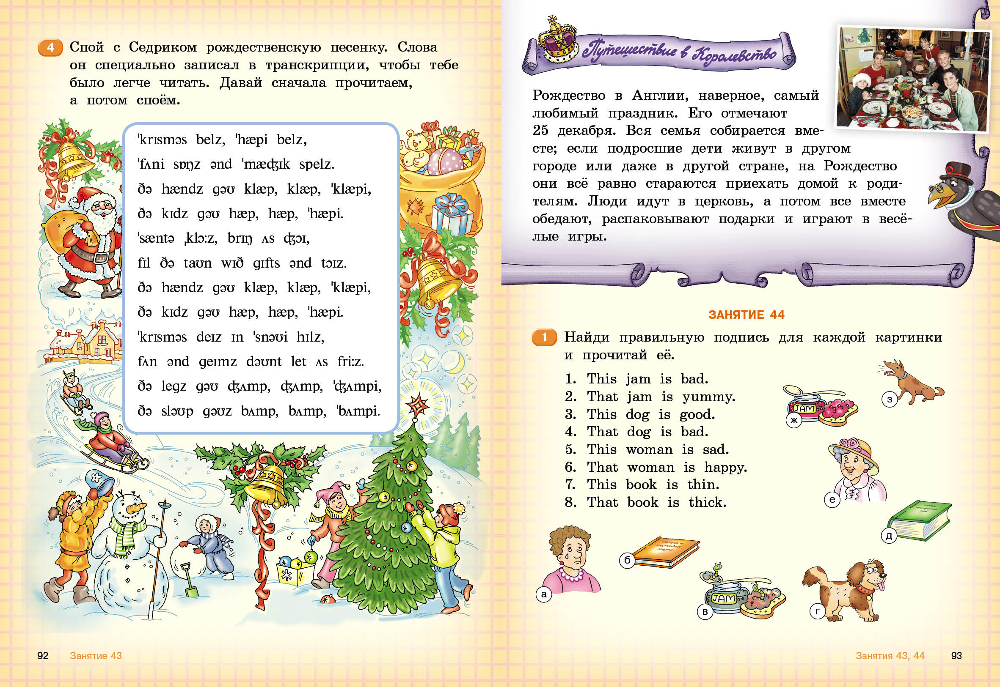 4
Спой с Седриком рождественскую песенку. Слова
он специально записал в транскрипции, чтобы тебе
было легче читать. Давай сначала прочитаем,
а потом споём.
ˈkrɪsməs belz, ˈhæpi belz,
ˈfʌni sɒŋz ənd ˈmæʤɪk spelz.
ðə hændz gəʊ klæp, klæp, ˈklæpi,
ðə kɪdz gəʊ hæp, hæp, ˈhæpi.
ˈsæntə ˌklɔːz, brɪŋ ʌs ʤɔɪ,
fɪl ðə taʊn wɪð gɪfts ənd tɔɪz.
ðə hændz gəʊ klæp, klæp, ˈklæpi,
ðə kɪdz gəʊ hæp, hæp, ˈhæpi.
ˈkrɪsməs deɪz ɪn ˈsnəʊi hɪlz,
fʌn ənd geɪmz dəʊnt let ʌs friːz.
ðə legz gəʊ ʤʌmp, ʤʌmp, ˈʤʌmpi,
ðə sləʊp gəʊz bʌmp, bʌmp, ˈbʌmpi.
92 Занятие 43
Путешествие в Королевство
Рождество в Англии, наверное, самый
любимый праздник. Его отмечают
25 декабря. Вся семья собирается вме-
сте; если подросшие дети живут в другом
городе или даже в другой стране, на Рождество
они всё равно стараются приехать домой к роди-
телям. Люди идут в церковь, а потом все вместе
обедают, распаковывают подарки и играют в весё-
лые игры.
ЗАНЯТИЕ 44
1
Найди правильную подпись для каждой картинки
и прочитай её.
1. This jam is bad.
2. That jam is yummy.
3. This dog is good.
4. That dog is bad.
5. This woman is sad.
6. That woman is happy.
7. This book is thin.
8. That book is thick.
з
JAM
ж
е
д
сказки
народов
мира
б
а
JAM
в
г
Занятия 43, 44 93